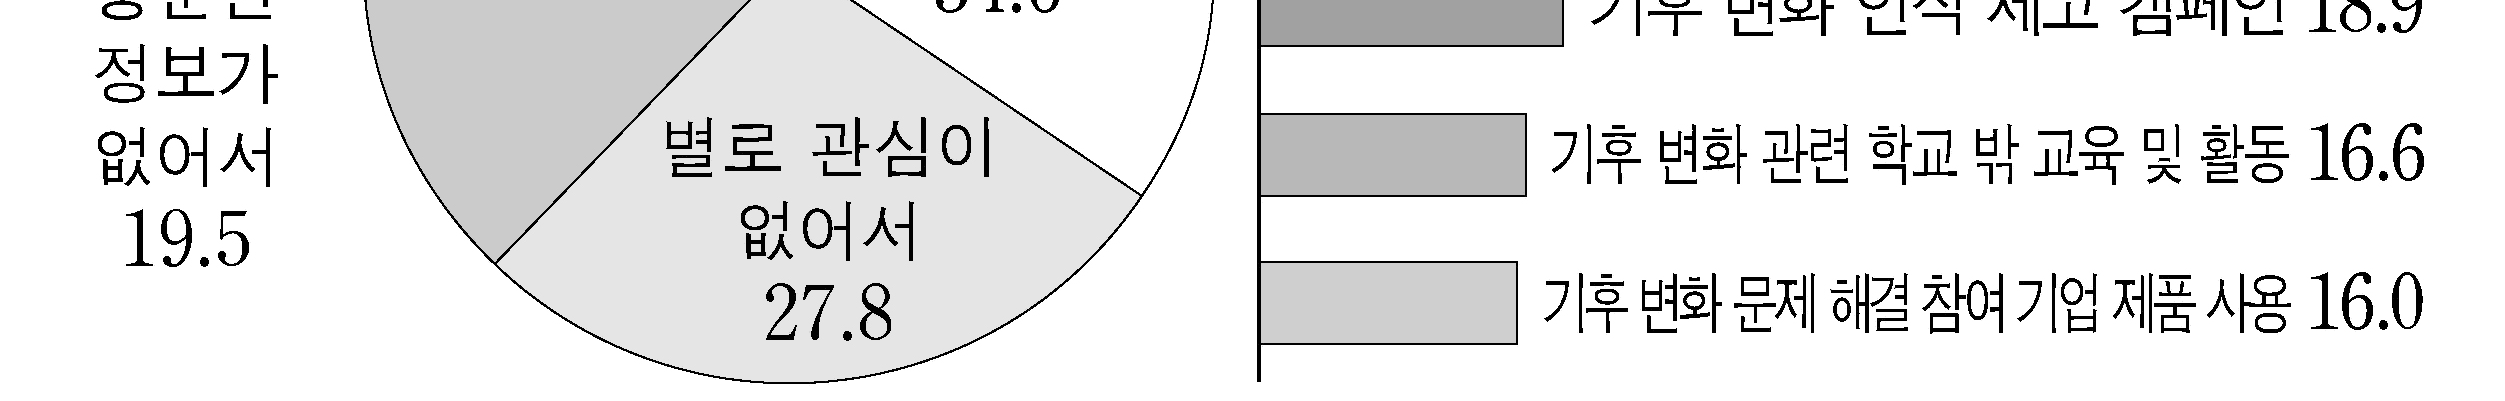 정보가
없어서
19.5
별로 관심이
없어서
27.8
기후 변화 인식 제고 캠페인 18.9
기후 변화 관련 학교 밖 교육 및 활동 16.6
기후 변화 문제 해결 참여 기업 제품 사용 16.0